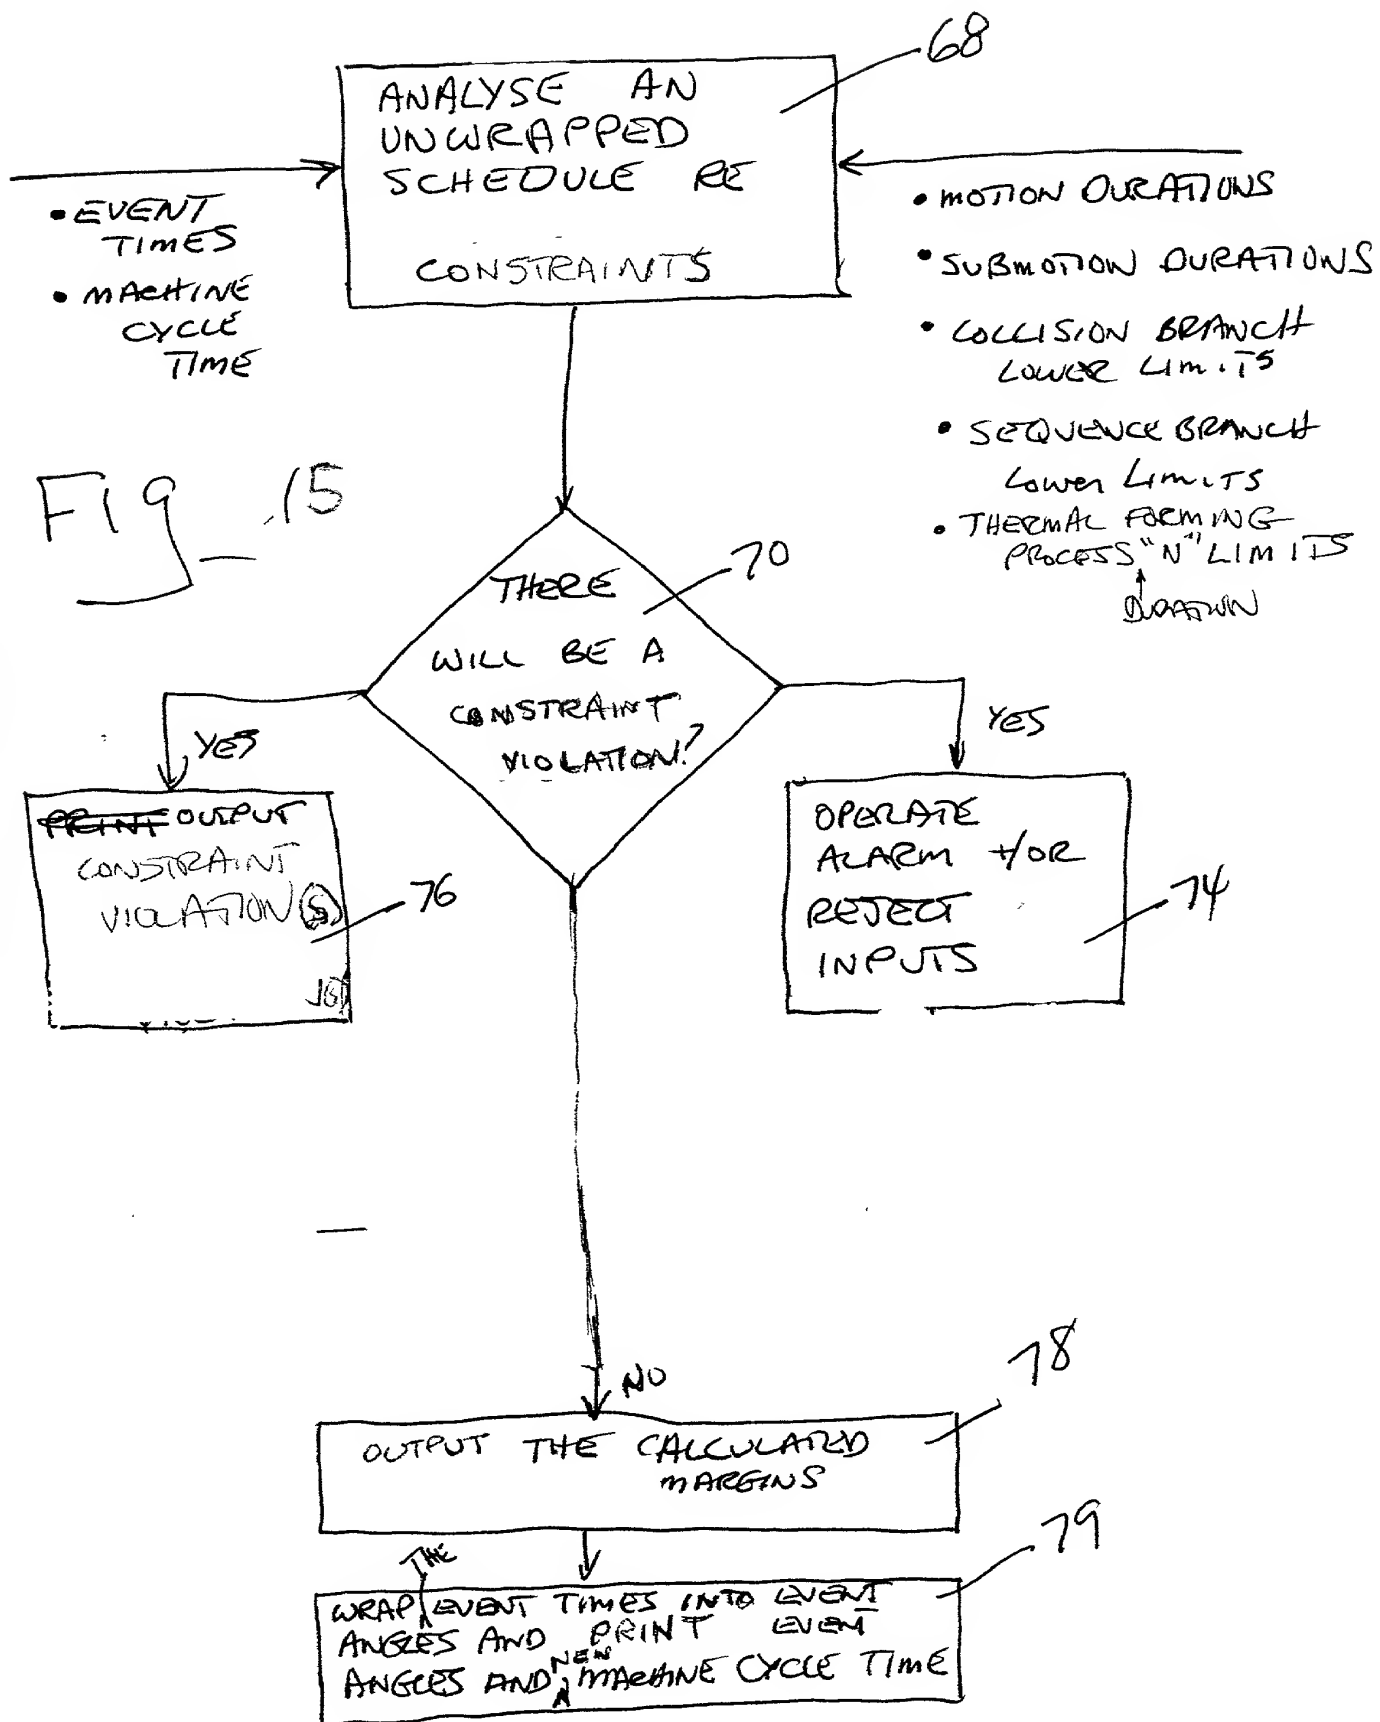 68
ANALYSE AN
UNWRAPPED
SCHEDULE RE
CONSTRAINTS
• EVENT
TIMES
• MACHINE
CYCLE
TIME
• MOTION DURATIONS
• SUBMOTION DURATIONS
• COLLISION BRANCH
LOWER LIMITS
• SEQUENCE BRANCH
Lower LIMITS
• THERMAL FORMING
PROCESS "N" LIMITS
DURATION
Fig 15
70
THERE
WILL BE A
CONSTRAINT
VIOLATION?
YES
YES
PRINT OUTPUT
CONSTRAINT
VIOLATION(S)
76
OPERATE
ALARM +/OR
REJECT
INPUTS
74
NO
78
OUTPUT THE CALCULATED
MARGINS
79
THE
WRAP EVENT TIMES INTO EVENT
ANGLES AND PRINT EVENT
NEW
ANGLES AND MACHINE CYCLE TIME